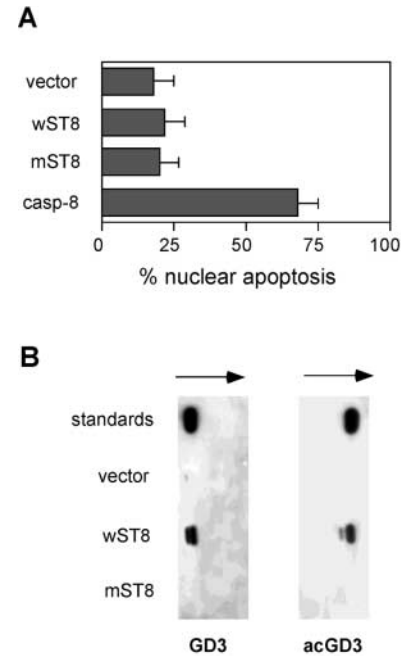 A
vector
wST8
mST8
casp-8
0 25 50 75 100
% nuclear apoptosis
B
standards
vector
wST8
mST8
GD3 acGD3